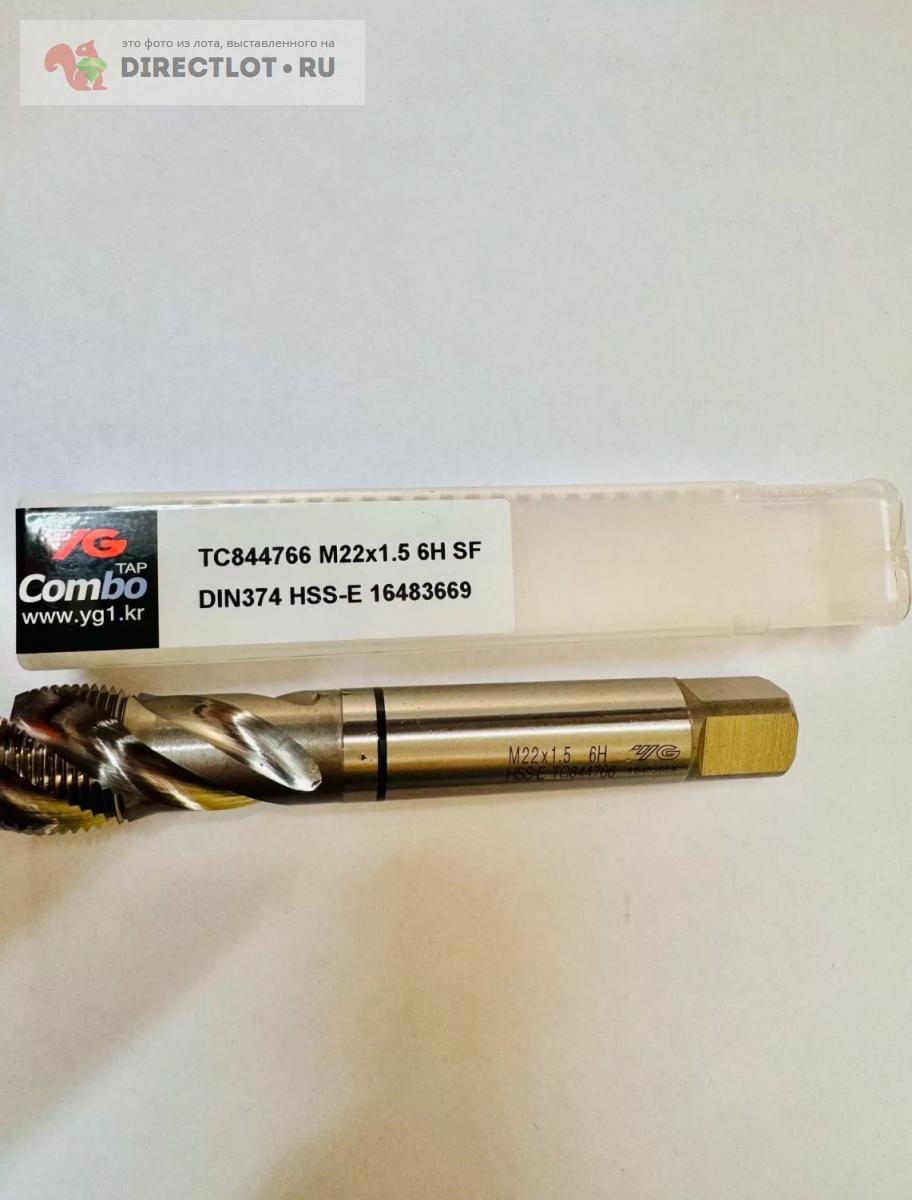 это фото из лота, выставленного на
DIRECTLOT•RU
YG
TAP
Combo
www.yg1.kr
TC844766 M22x1.5 6H SF
DIN374 HSS-E 16483669
M22x1.5 6H YG
HSS-E TC844766 16483669